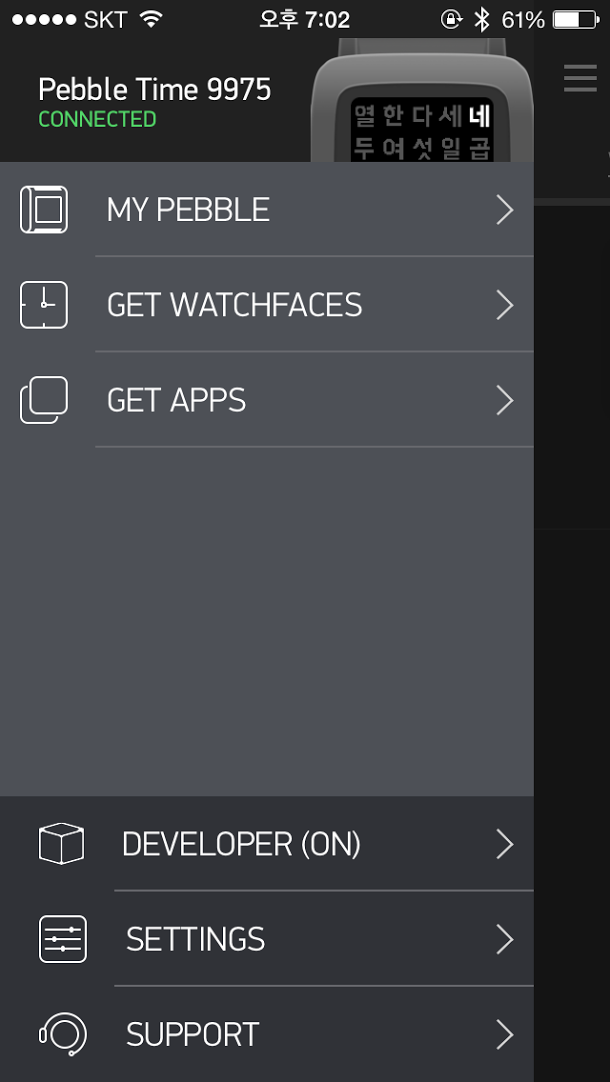 SKT 오후 7:02 61%
Pebble Time 9975
CONNECTED
열한다세네
두여섯일곱
MY PEBBLE
GET WATCHFACES
GET APPS
DEVELOPER (ON)
SETTINGS
SUPPORT